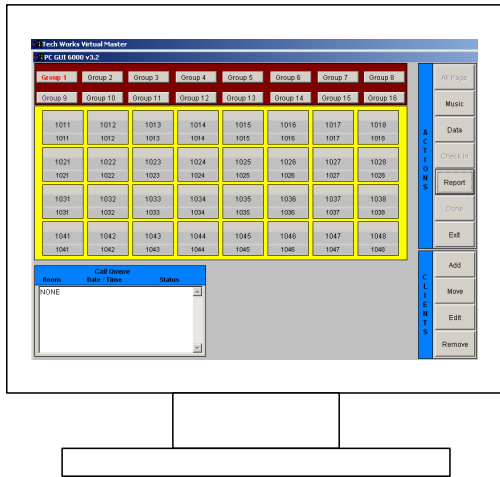 Tech Works Virtual Master
PC GUI 6000 v3.2
Group 1 Group 2 Group 3 Group 4 Group 5 Group 6 Group 7 Group 8
Group 9 Group 10 Group 11 Group 12 Group 13 Group 14 Group 15 Group 16
1011 1012 1013 1014 1015 1016 1017 1018
1011 1012 1013 1014 1015 1016 1017 1018
1021 1022 1023 1024 1025 1026 1027 1028
1021 1022 1023 1024 1025 1026 1027 1028
1031 1032 1033 1034 1035 1036 1037 1038
1031 1032 1033 1034 1035 1036 1037 1038
1041 1042 1043 1044 1045 1046 1047 1048
1041 1042 1043 1044 1045 1046 1047 1048
Call Queue
Rooms Date / Time Status
NONE
ACTIONS
All Page
Music
Data
Check In
Report
Done
Exit
CLIENTS
Add
Move
Edit
Remove